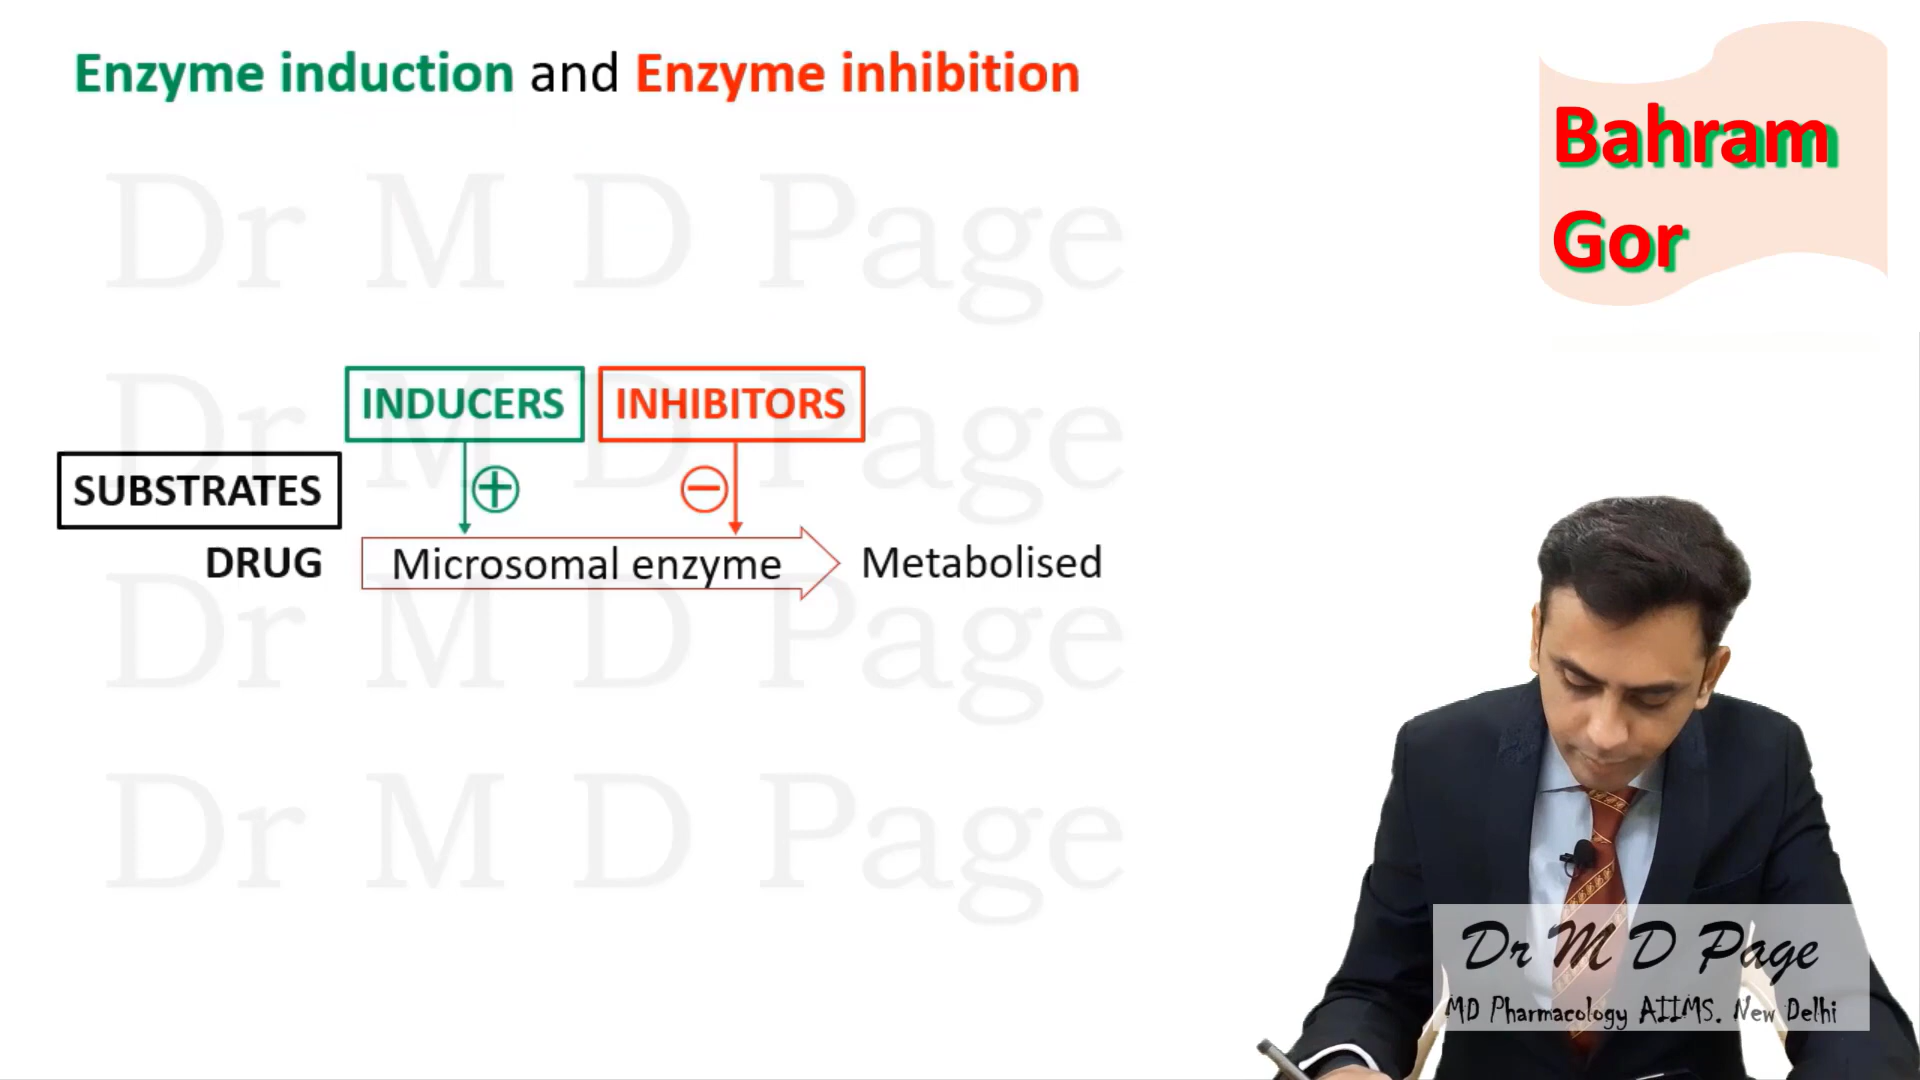 Enzyme induction and Enzyme inhibition
Bahram
Gor
Dr M D Page
INDUCERS INHIBITORS
Dr M D Page
SUBSTRATES
DRUG Microsomal enzyme Metabolised
Dr M D Page
Dr M D Page
Dr M D Page
MD Pharmacology AIIMS. New Delhi